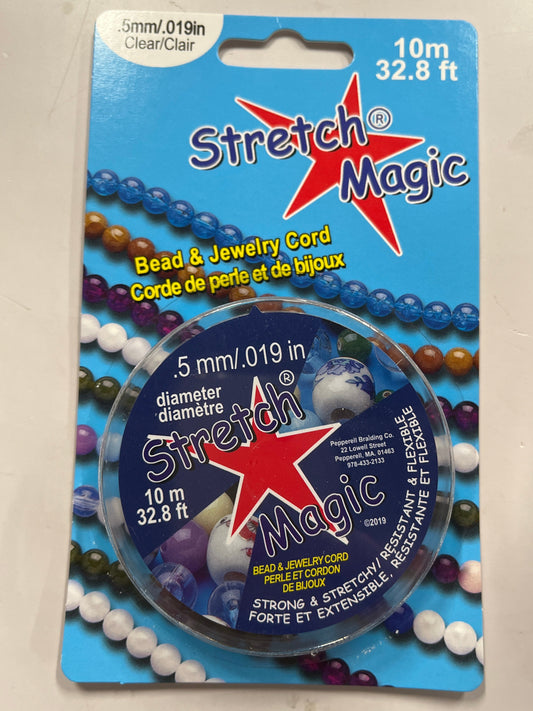 .5mm/.019in
Clear/Clair
10m
32.8 ft
Stretch®
Magic
Bead & Jewelry Cord
Corde de perle et de bijoux
.5 mm/.019 in
diameter
diamètre
Stretch®
Magic
10 m
32.8 ft
Pepperell Braiding Co.
22 Lowell Street
Pepperell, MA. 01463
978-433-2133
©2019
BEAD & JEWELRY CORD
PERLE ET CORDON
DE BIJOUX
STRONG & STRETCHY/ RESISTANT & FLEXIBLE
FORTE ET EXTENSIBLE, RÉSISTANTE ET FLEXIBLE